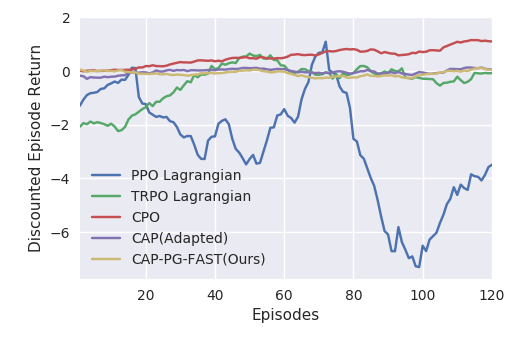 Discounted Episode Return
2
0
−2
−4
−6
PPO Lagrangian
TRPO Lagrangian
CPO
CAP(Adapted)
CAP-PG-FAST(Ours)
20 40 60 80 100 120
Episodes